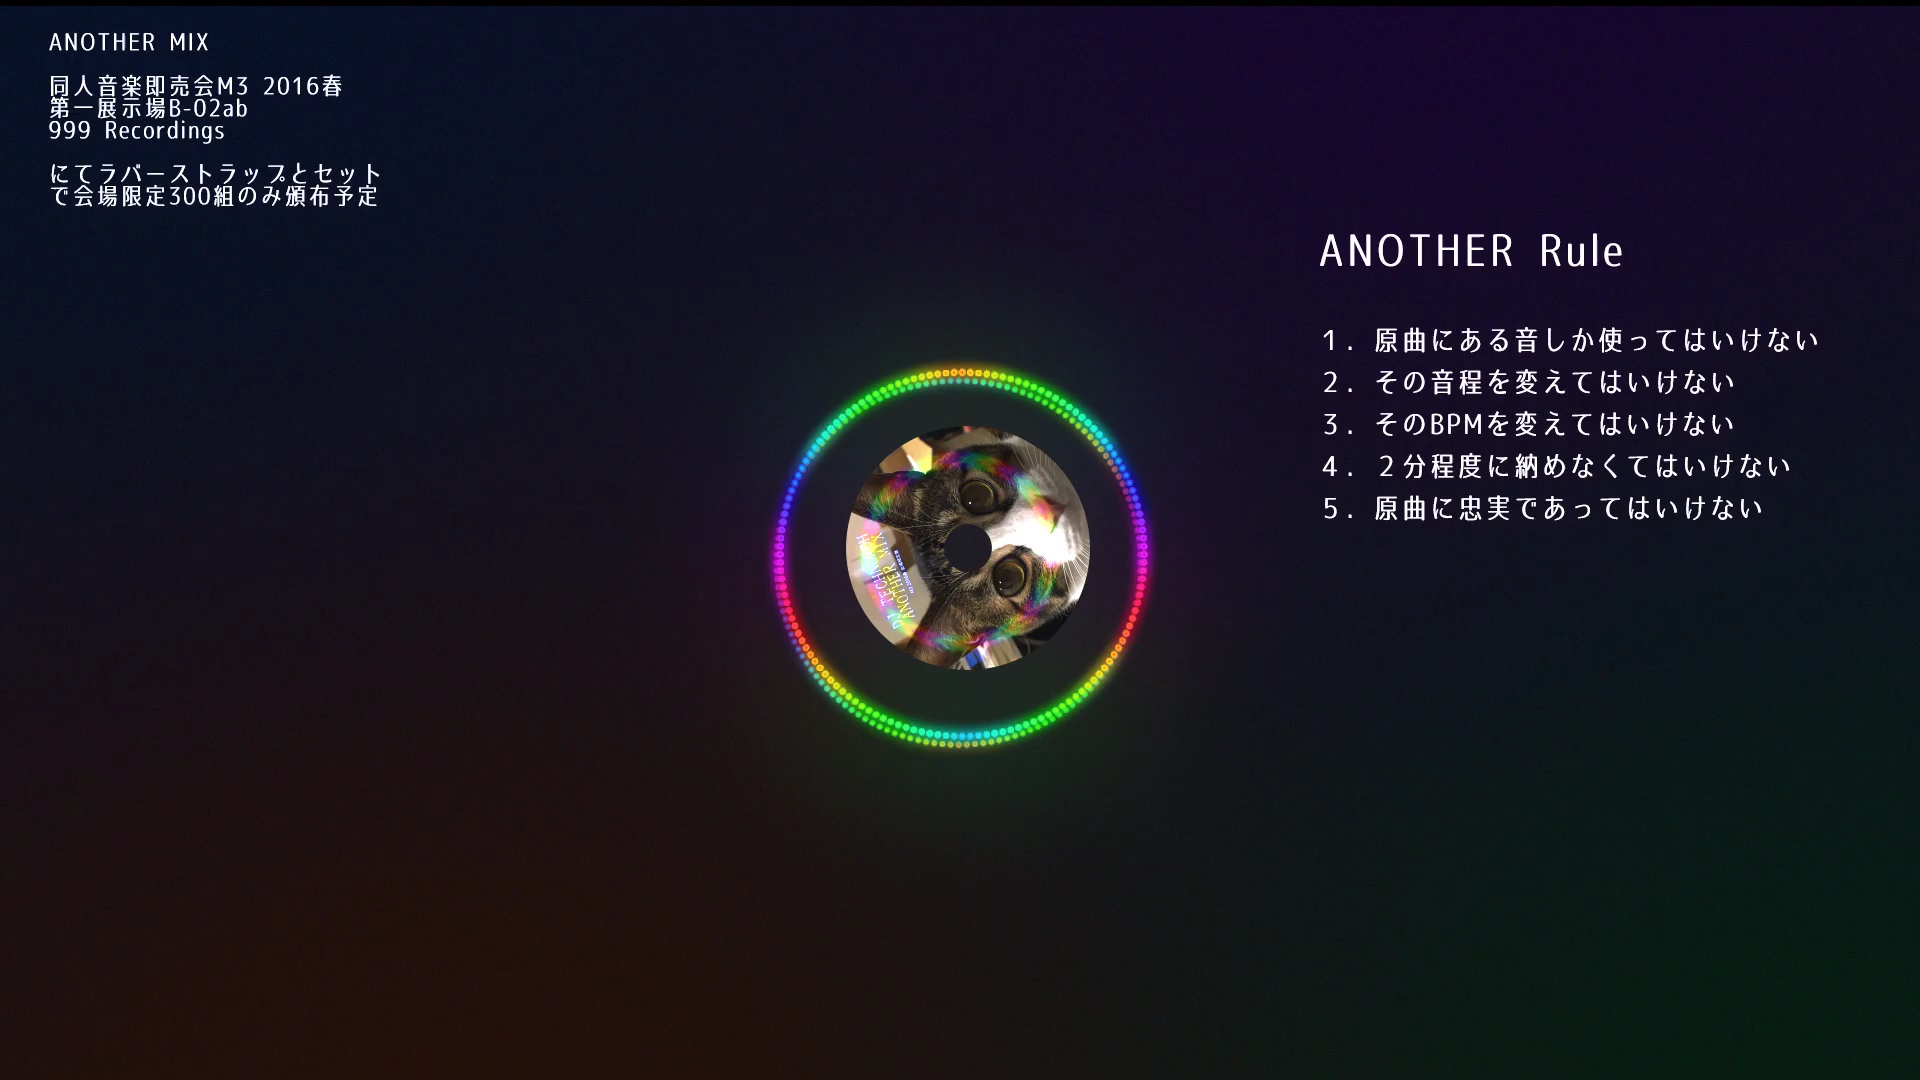 ANOTHER MIX
同人音楽即売会M3 2016春
第一展示場B-02ab
999 Recordings
にてラバーストラップとセット
で会場限定300組のみ頒布予定
ANOTHER Rule
1. 原曲にある音しか使ってはいけない
2. その音程を変えてはいけない
3. そのBPMを変えてはいけない
4. ２分程度に納めなくてはいけない
5. 原曲に忠実であってはいけない
ANOTHER MIX